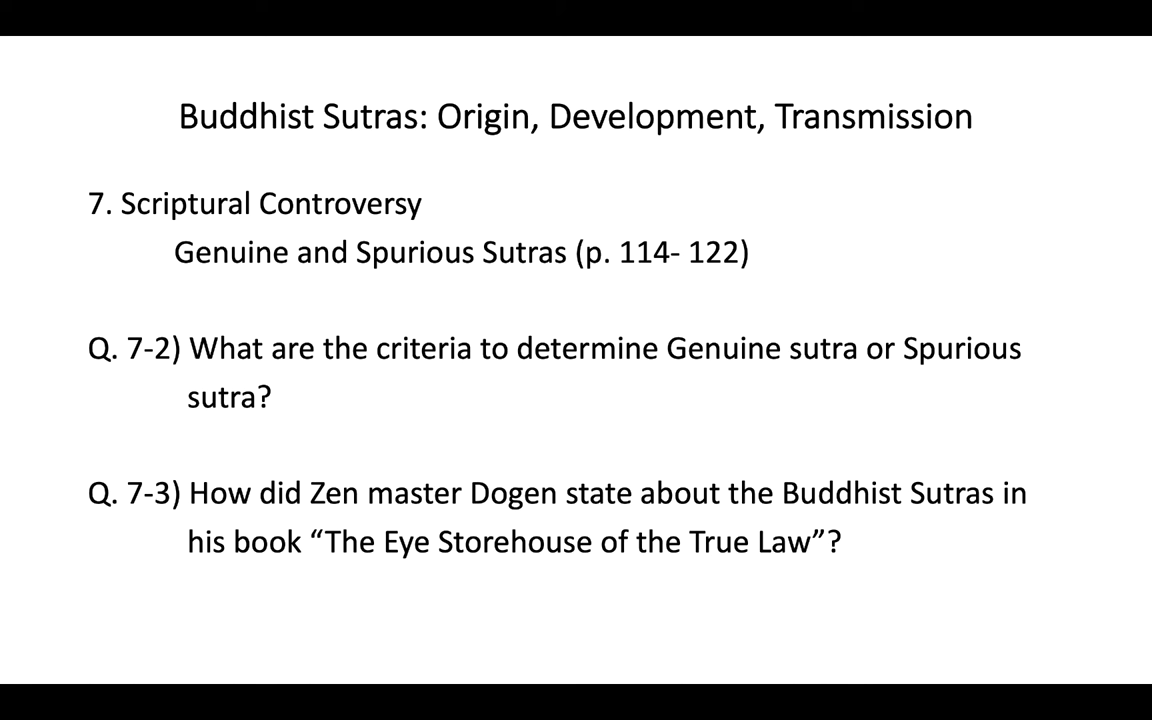 Buddhist Sutras: Origin, Development, Transmission
7. Scriptural Controversy
Genuine and Spurious Sutras (p. 114- 122)
Q. 7-2) What are the criteria to determine Genuine sutra or Spurious
sutra?
Q. 7-3) How did Zen master Dogen state about the Buddhist Sutras in
his book “The Eye Storehouse of the True Law”?